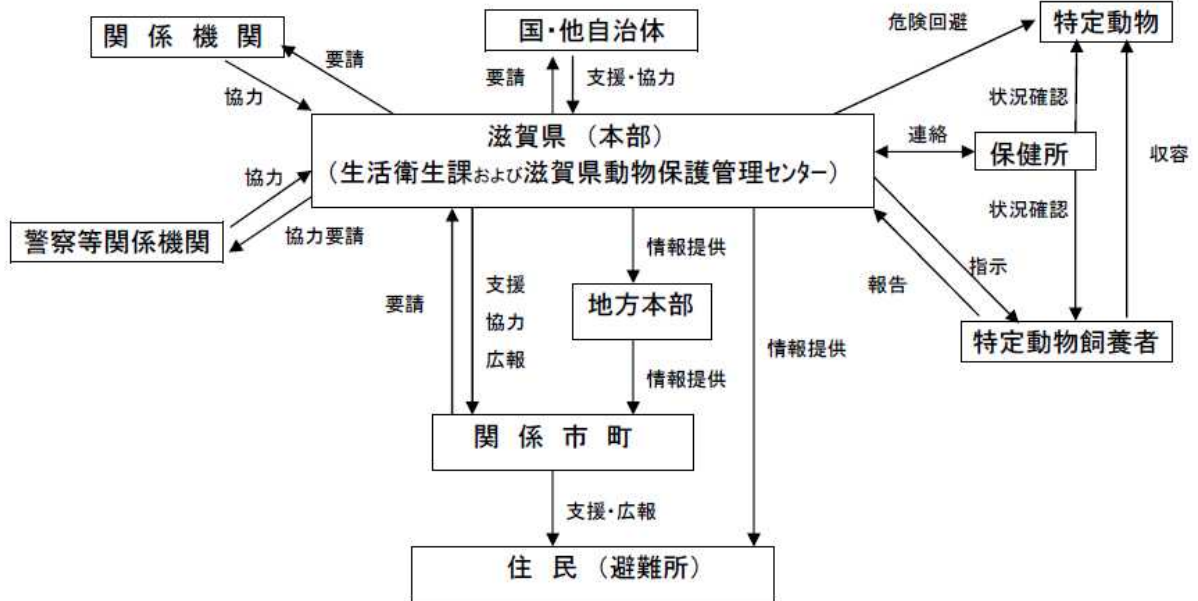 関係機関
国・他自治体
危険回避
特定動物
要請
協力
要請
支援・協力
状況確認
滋賀県（本部）
（生活衛生課および滋賀県動物保護管理センター）
連絡
保健所
収容
協力
状況確認
警察等関係機関
協力要請
情報提供
指示
要請
支援
協力
広報
地方本部
報告
特定動物飼養者
情報提供
情報提供
関係市町
支援・広報
住民（避難所）